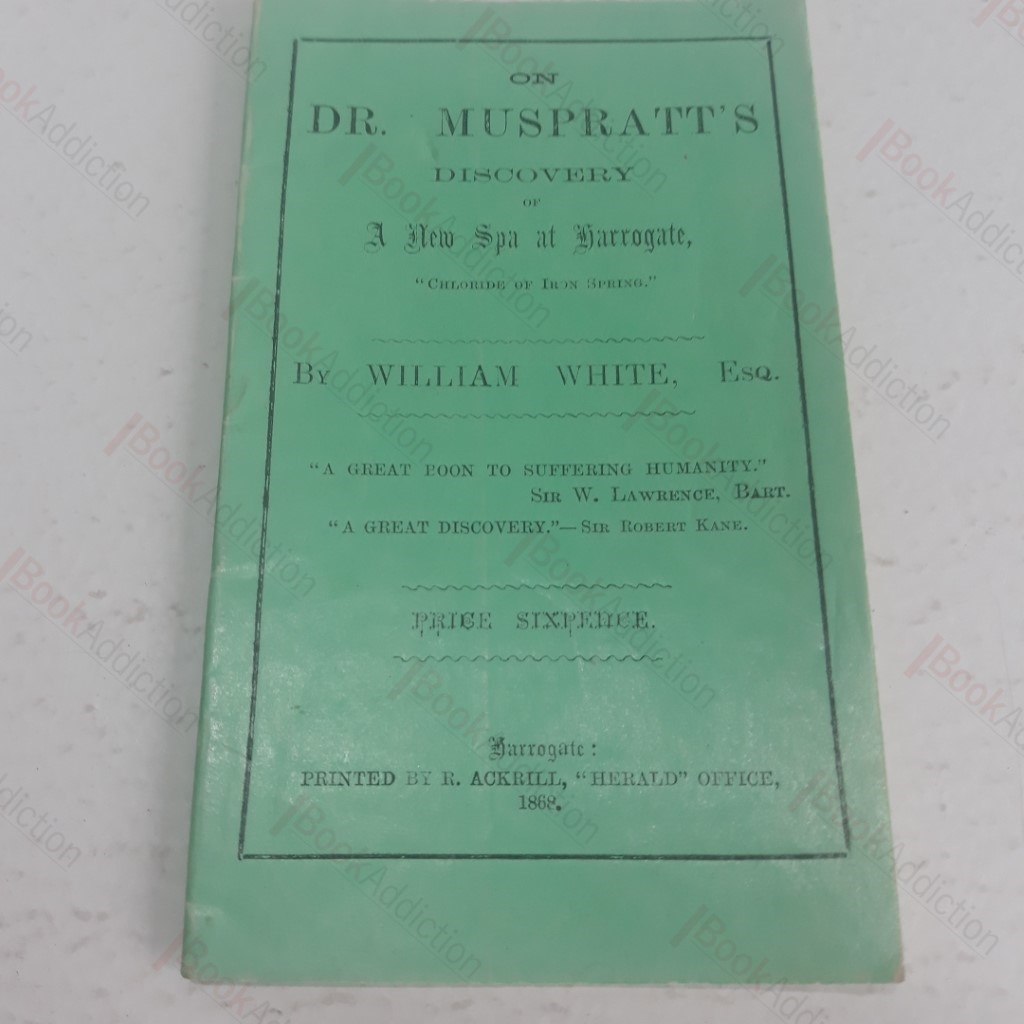 ON
DR. MUSPRATT'S
DISCOVERY
OF
A New Spa at Harrogate,
"CHLORIDE OF IRON SPRING."
BY WILLIAM WHITE, ESQ.
"A GREAT BOON TO SUFFERING HUMANITY."
SIR W. LAWRENCE, BART.
"A GREAT DISCOVERY."—SIR ROBERT KANE.
PRICE SIXPENCE.
Harrogate:
PRINTED BY R. ACKRILL, "HERALD" OFFICE,
1868.
BookAddiction